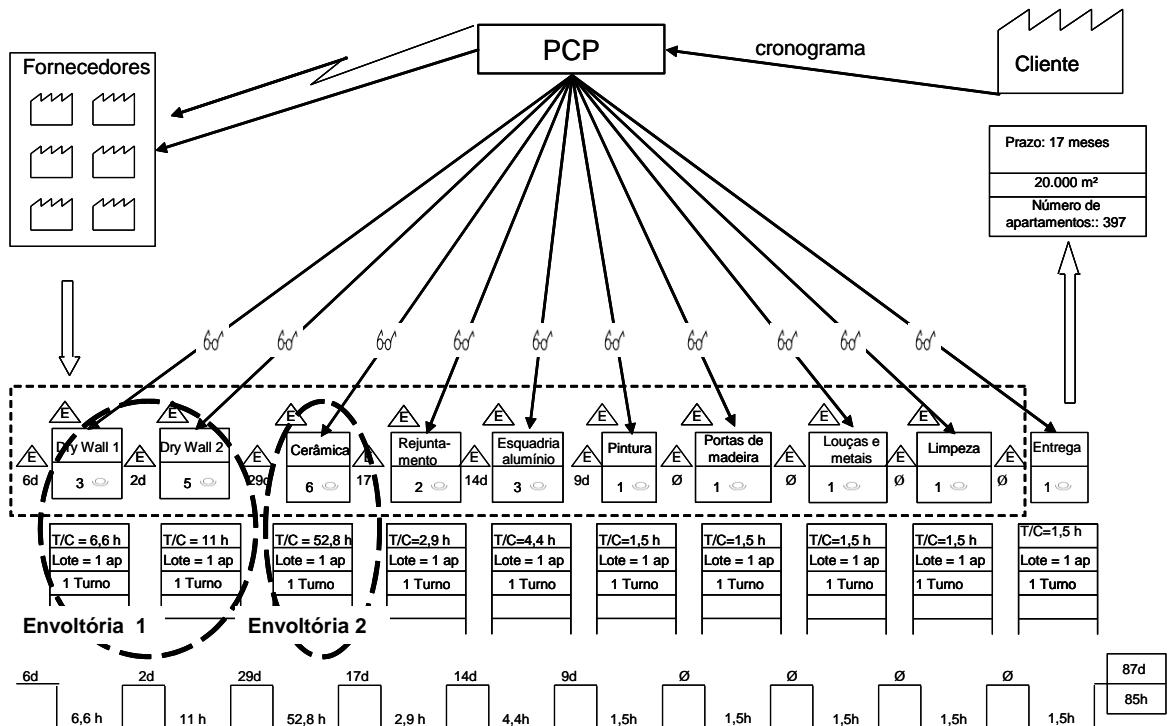 PCP
cronograma
Fornecedores
Cliente
Prazo: 17 meses
20.000 m²
Número de
apartamentos:: 397
E E E E E E E E E
Dry Wall 1
Dry Wall 2
Cerâmica
Rejunta-
mento
Esquadria
alumínio
Pintura
Portas de
madeira
Louças e
metais
Limpeza
Entrega
E E E E E E E E E E
6d 2d 29d 17 14d 9d Ø Ø Ø Ø
3 5 6 2 3 1 1 1 1 1
T/C = 6,6 h T/C = 11 h T/C = 52,8 h T/C=2,9 h T/C=4,4 h T/C=1,5 h T/C=1,5 h T/C=1,5 h T/C=1,5 h T/C=1,5 h
Lote = 1 ap Lote = 1 ap Lote = 1 ap Lote = 1 ap Lote = 1 ap Lote = 1 ap Lote = 1 ap Lote = 1 ap Lote = 1 ap Lote = 1 ap
1 Turno 1 Turno 1 Turno 1 Turno 1 Turno 1 Turno 1 Turno 1 Turno 1 Turno 1 Turno
Envoltória 1 Envoltória 2
6d 2d 29d 17d 14d 9d Ø Ø Ø Ø 87d
6,6 h 11 h 52,8 h 2,9 h 4,4h 1,5h 1,5h 1,5h 1,5h 1,5h 85h